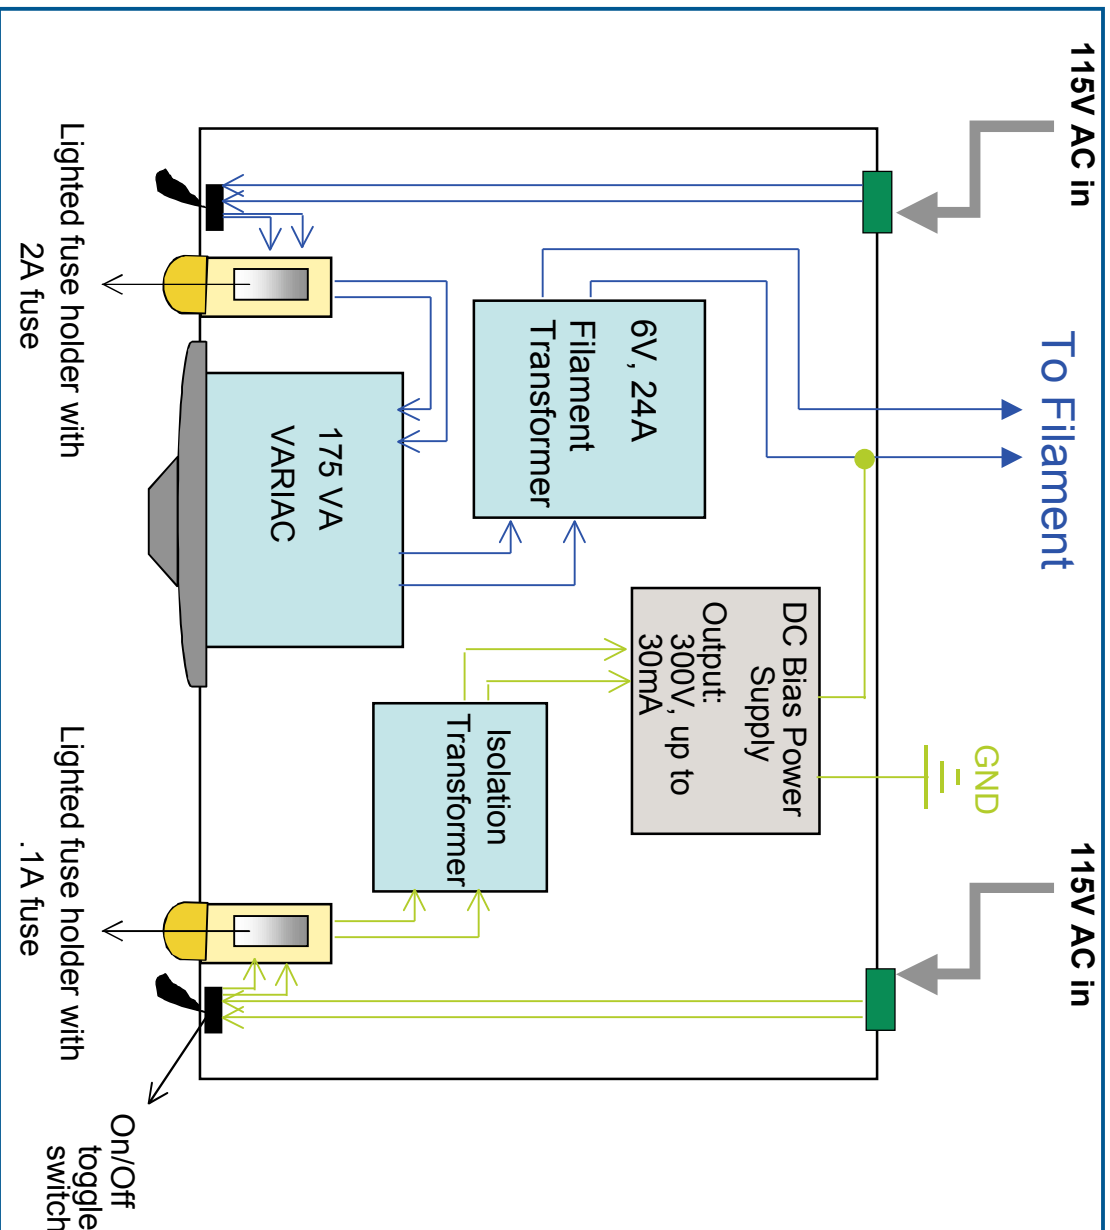 115V AC in
To Filament
GND
115V AC in
6V, 24A
Filament
Transformer
DC Bias Power
Supply
Output:
300V, up to
30mA
175 VA
VARIAC
Isolation
Transformer
Lighted fuse holder with
2A fuse
Lighted fuse holder with
.1A fuse
On/Off
toggle
switch